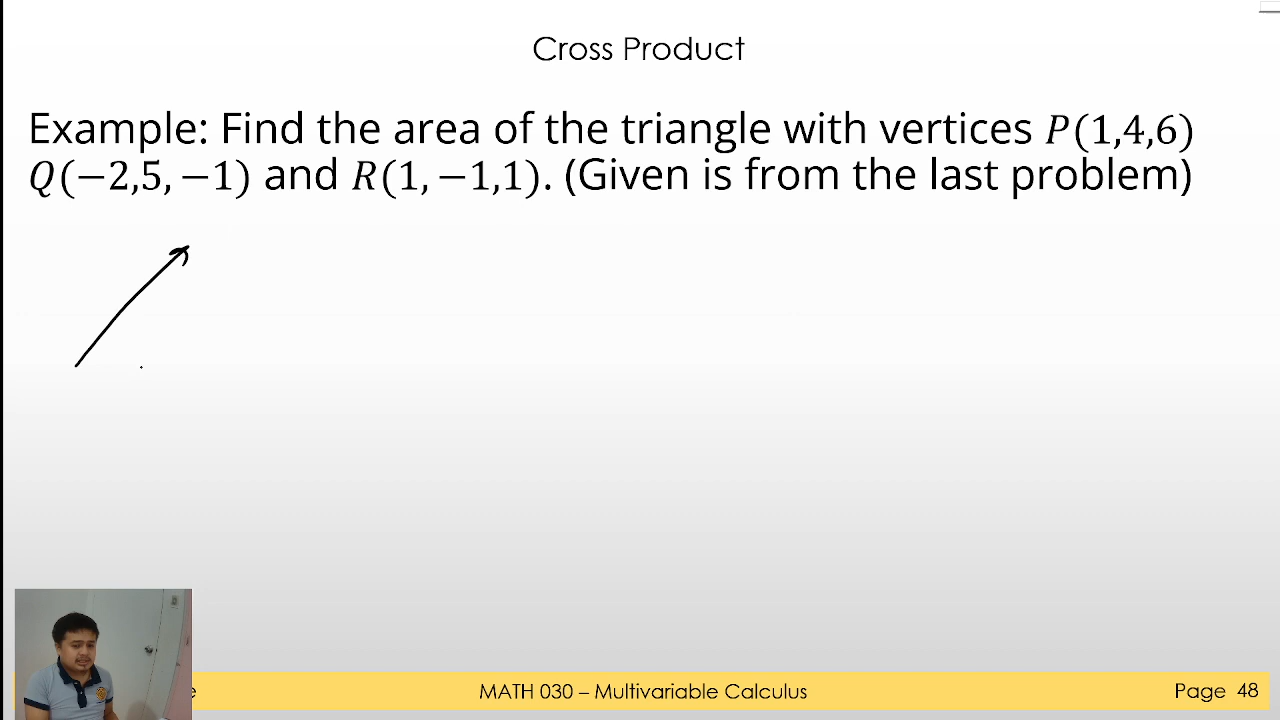 Cross Product
Example: Find the area of the triangle with vertices P(1,4,6)
Q(−2,5,−1) and R(1,−1,1). (Given is from the last problem)
MATH 030 – Multivariable Calculus
Page 48